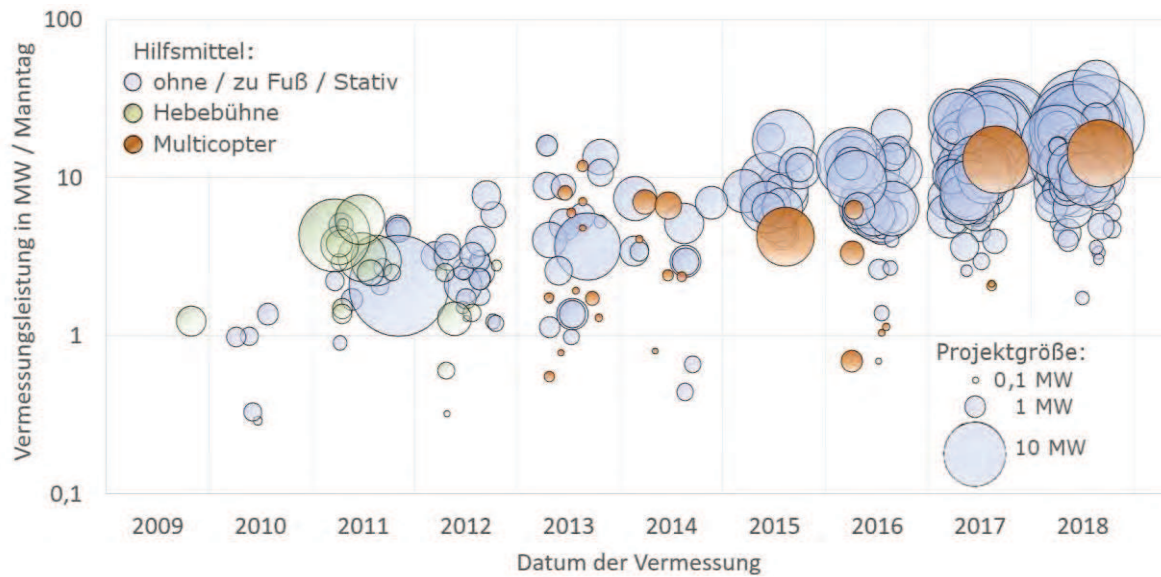 Vermessungsleistung in MW / Manntag
100
10
1
0,1
Hilfsmittel:
ohne / zu Fuß / Stativ
Hebebühne
Multicopter
Projektgröße:
0,1 MW
1 MW
10 MW
2009 2010 2011 2012 2013 2014 2015 2016 2017 2018
Datum der Vermessung